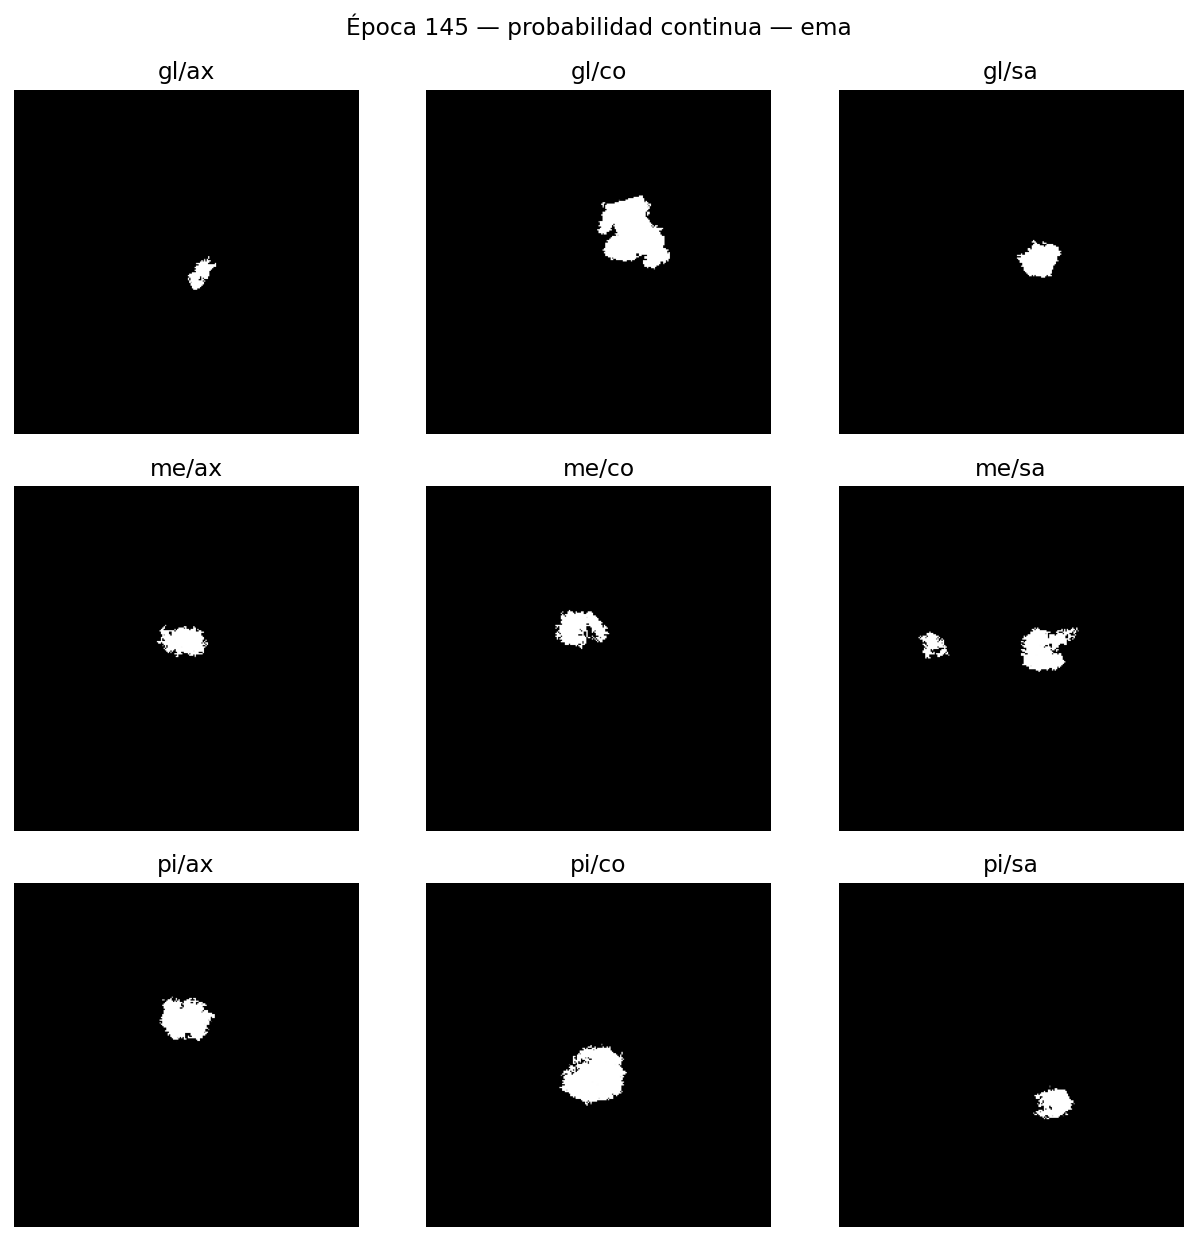 Época 145 — probabilidad continua — ema
gl/ax gl/co gl/sa
me/ax me/co me/sa
pi/ax pi/co pi/sa